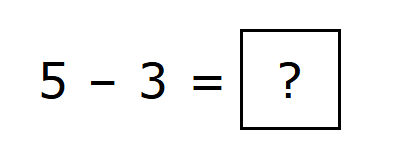 5 – 3 = ?